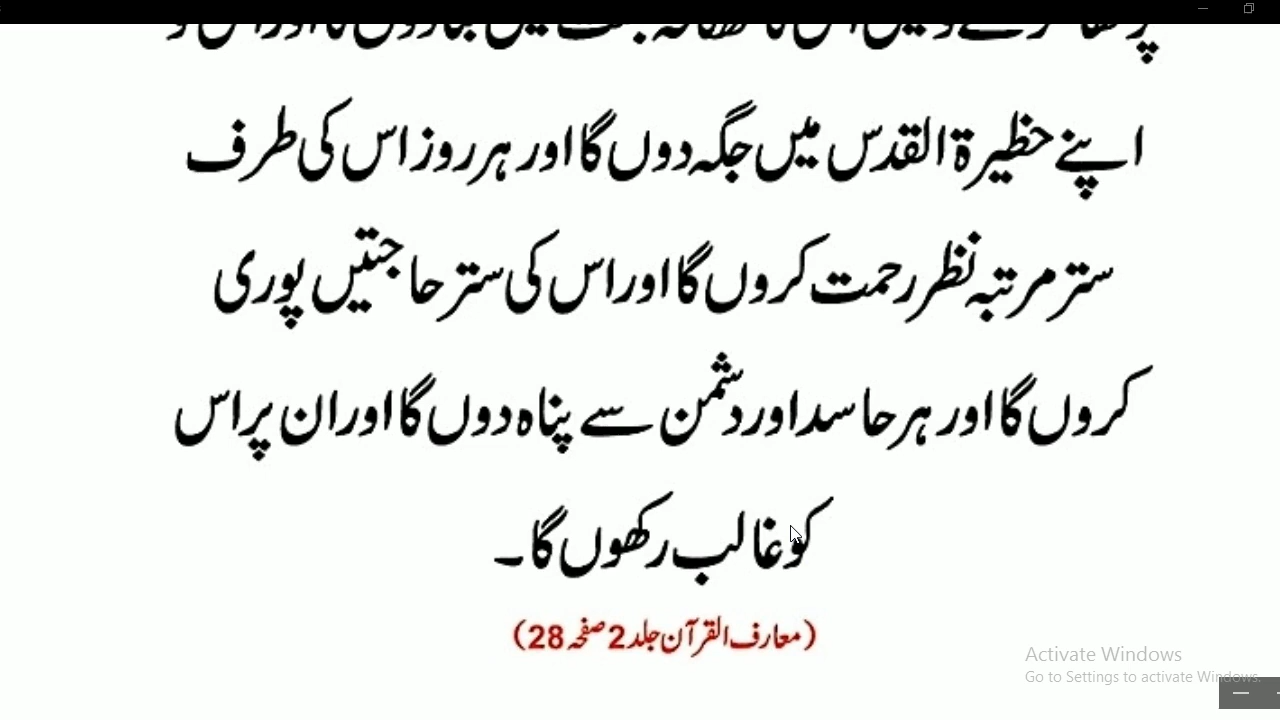 اپنے حظیرۃ القدس میں جگہ دوں گا اور ہر روز اس کی طرف
ستر مرتبہ نظر رحمت کروں گا اور اس کی ستر حاجتیں پوری
کروں گا اور ہر حاسد اور دشمن سے پناہ دوں گا اور ان پر اس
کو غالب رکھوں گا۔
(معارف القرآن جلد 2 صفحہ 28)
Activate Windows
Go to Settings to activate Windows.